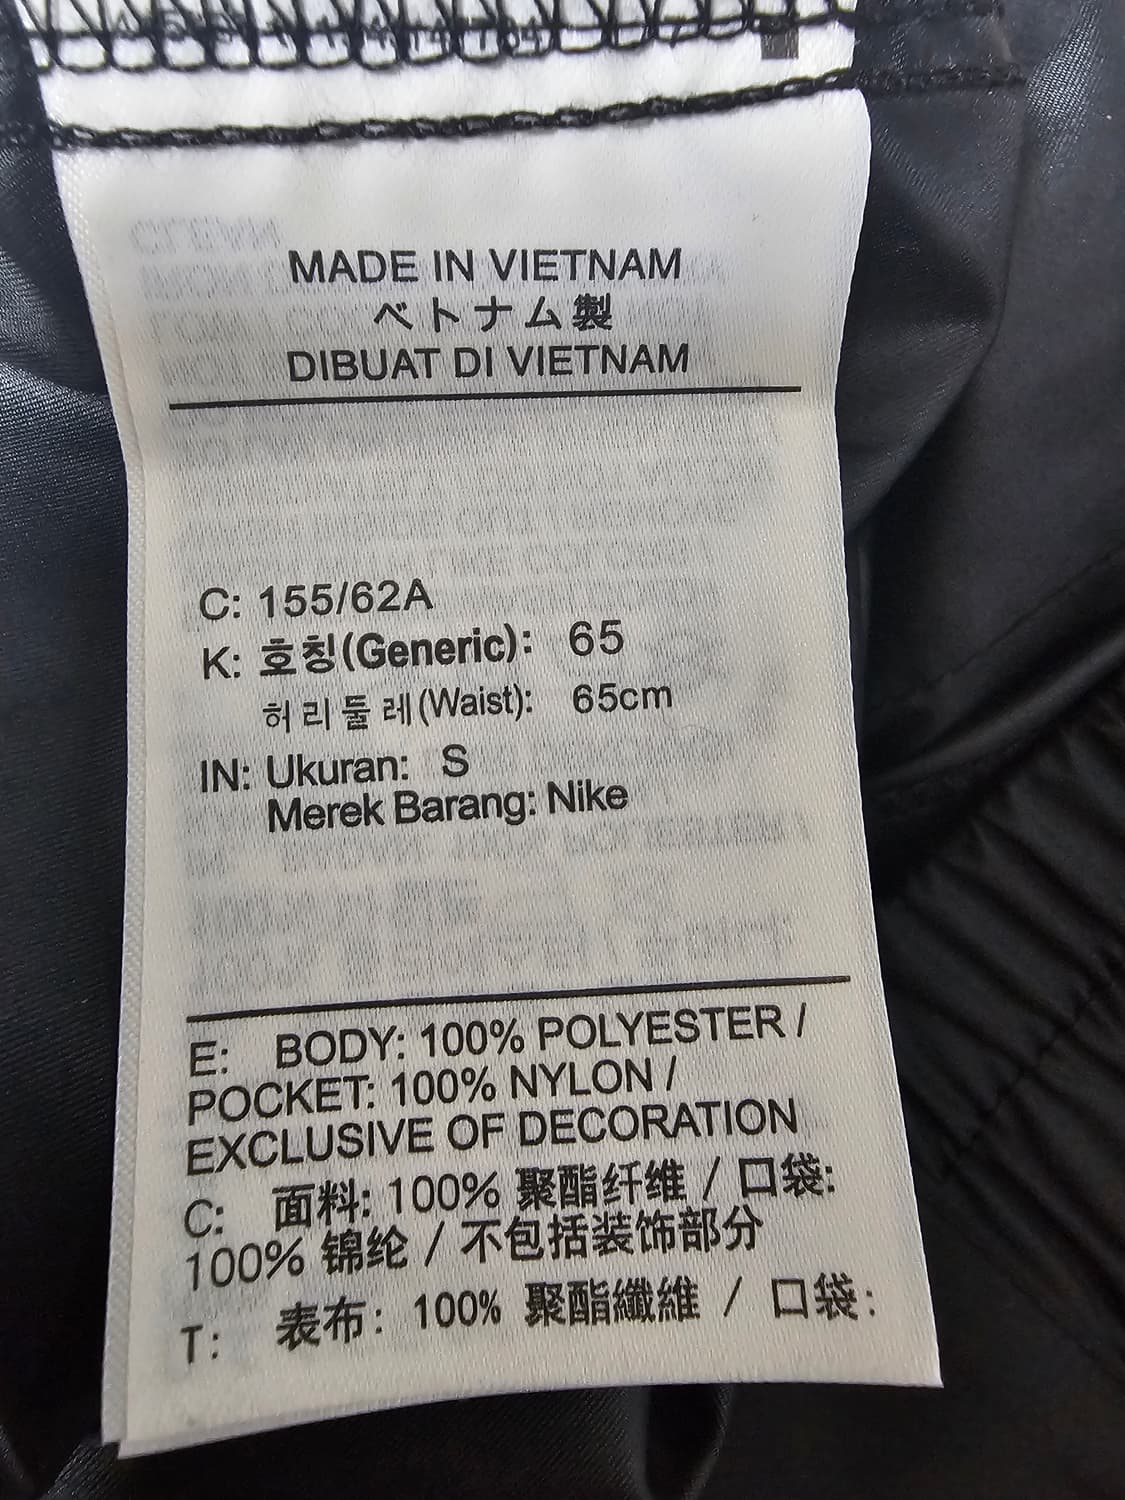 MADE IN VIETNAM
ベトナム製
DIBUAT DI VIETNAM
C: 155/62A
K: 호칭(Generic): 65
허리둘레(Waist): 65cm
IN: Ukuran: S
Merek Barang: Nike
E: BODY: 100% POLYESTER /
POCKET: 100% NYLON /
EXCLUSIVE OF DECORATION
C: 面料: 100% 聚酯纤维 / 口袋:
100% 锦纶 / 不包括装饰部分
T: 表布: 100% 聚酯纖維 / 口袋: